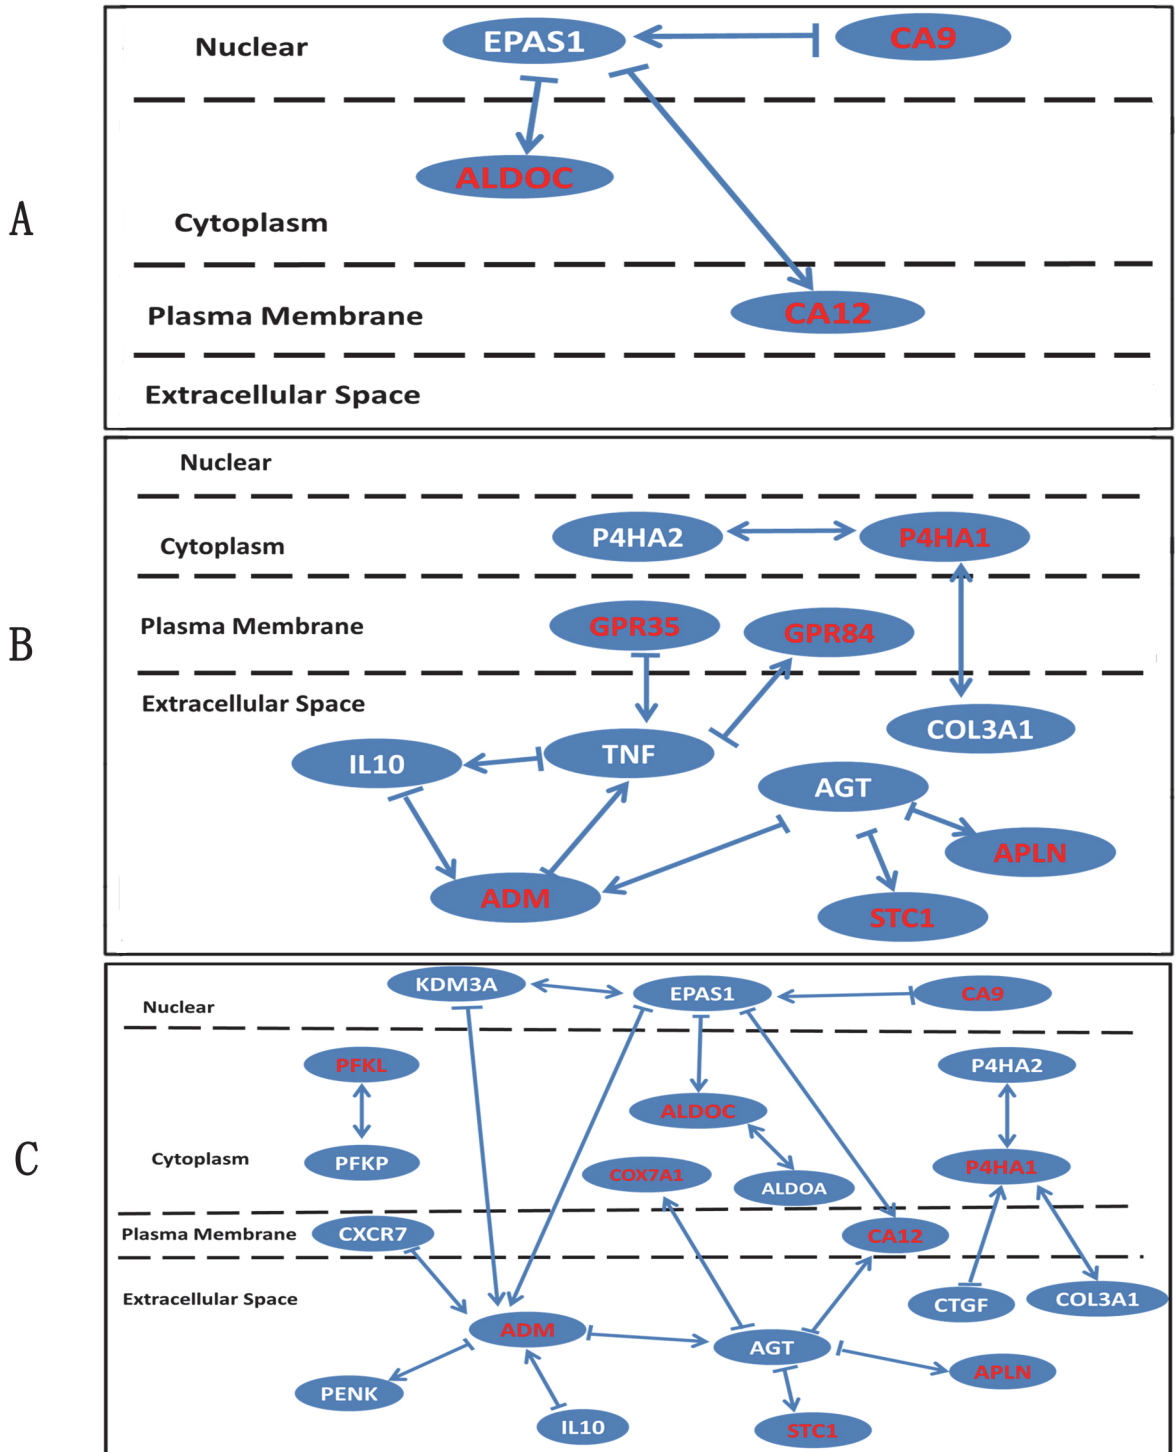 A
Nuclear
EPAS1
CA9
ALDOC
Cytoplasm
Plasma Membrane
CA12
Extracellular Space
B
Nuclear
Cytoplasm
P4HA2
P4HA1
Plasma Membrane
GPR35
GPR84
Extracellular Space
COL3A1
IL10
TNF
AGT
APLN
ADM
STC1
C
KDM3A
EPAS1
CA9
Nuclear
PFKL
P4HA2
ALDOC
Cytoplasm
PFKP
COX7A1
ALDOA
P4HA1
Plasma Membrane
CXCR7
CA12
Extracellular Space
CTGF
COL3A1
ADM
AGT
APLN
PENK
IL10
STC1